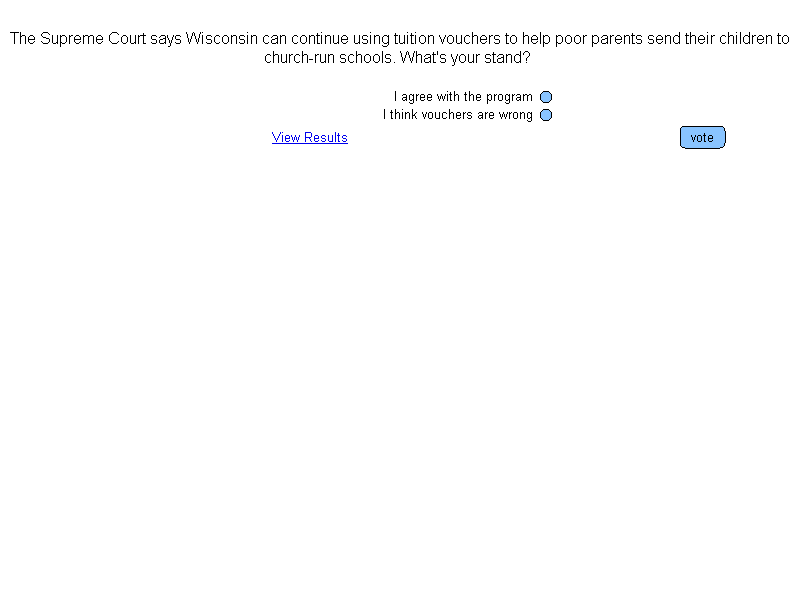 The Supreme Court says Wisconsin can continue using tuition vouchers to help poor parents send their children to
church-run schools. What's your stand?
I agree with the program
I think vouchers are wrong
View Results
vote